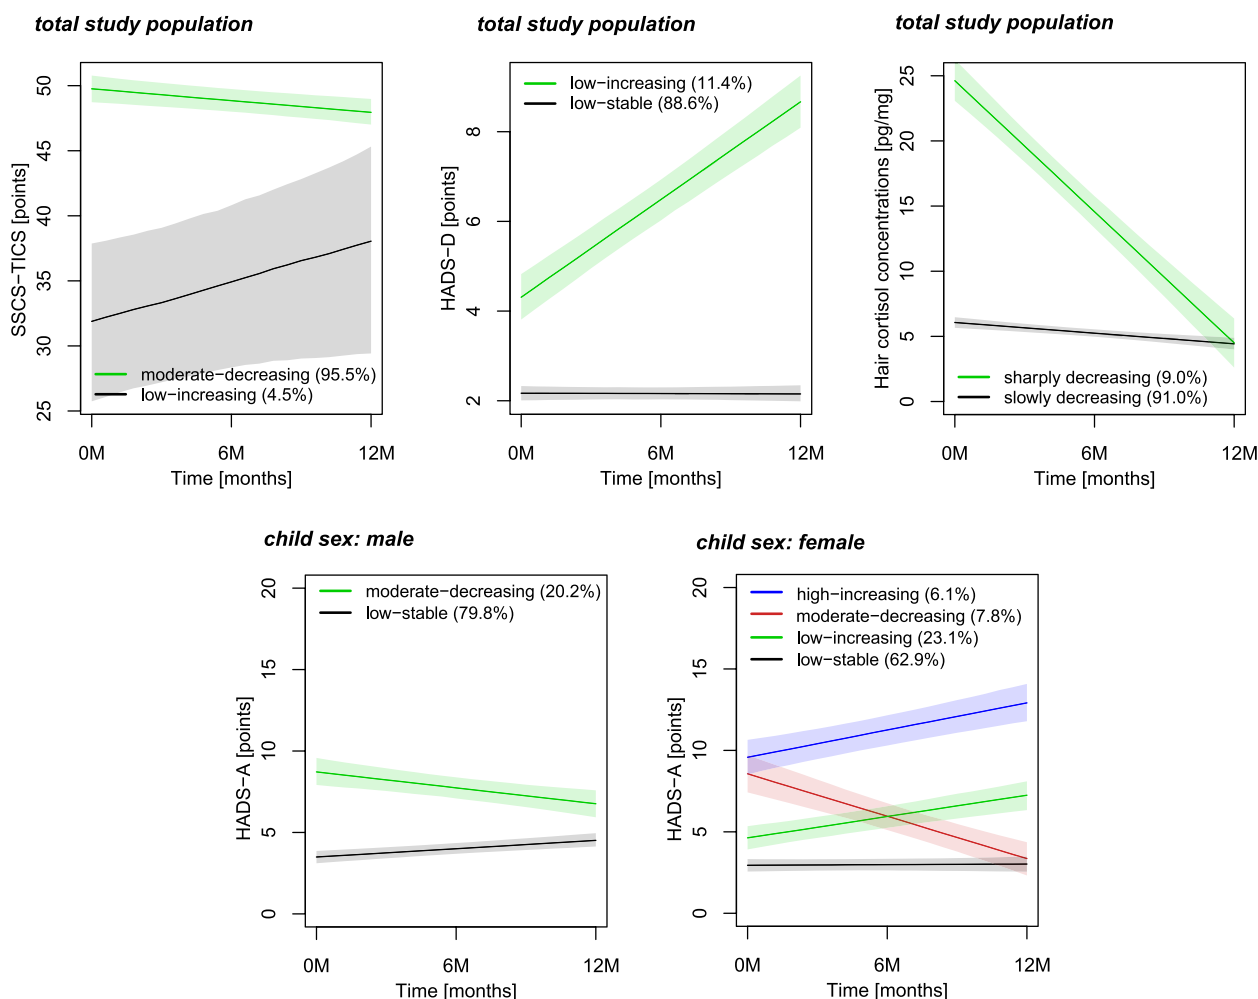 total study population
total study population
total study population
SSCS−TICS [points]
50
45
40
35
30
25
moderate−decreasing (95.5%)
low−increasing (4.5%)
0M
6M
12M
Time [months]
HADS−D [points]
8
6
4
2
low−increasing (11.4%)
low−stable (88.6%)
0M
6M
12M
Time [months]
Hair cortisol concentrations [pg/mg]
25
20
15
10
5
0
sharply decreasing (9.0%)
slowly decreasing (91.0%)
0M
6M
12M
Time [months]
child sex: male
HADS−A [points]
20
15
10
5
0
moderate−decreasing (20.2%)
low−stable (79.8%)
0M
6M
12M
Time [months]
child sex: female
HADS−A [points]
20
15
10
5
0
high−increasing (6.1%)
moderate−decreasing (7.8%)
low−increasing (23.1%)
low−stable (62.9%)
0M
6M
12M
Time [months]